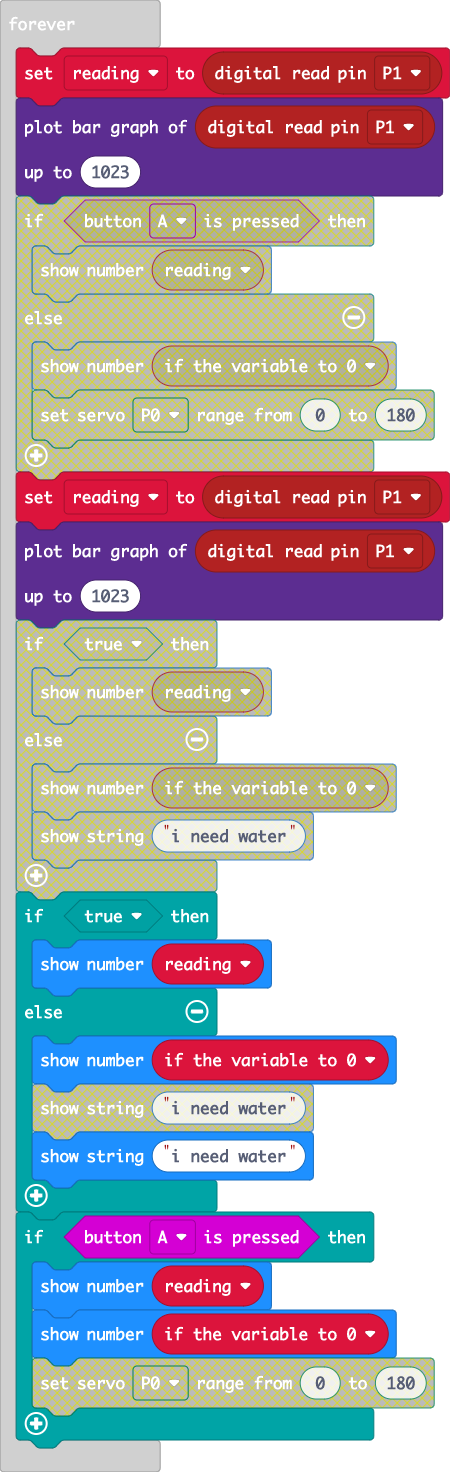 forever
set reading to digital read pin P1
plot bar graph of digital read pin P1
up to 1023
if button A is pressed then
show number reading
else
show number if the variable to 0
set servo P0 range from 0 to 180
set reading to digital read pin P1
plot bar graph of digital read pin P1
up to 1023
if true then
show number reading
else
show number if the variable to 0
show string "i need water"
if true then
show number reading
else
show number if the variable to 0
show string "i need water"
show string "i need water"
if button A is pressed then
show number reading
show number if the variable to 0
set servo P0 range from 0 to 180